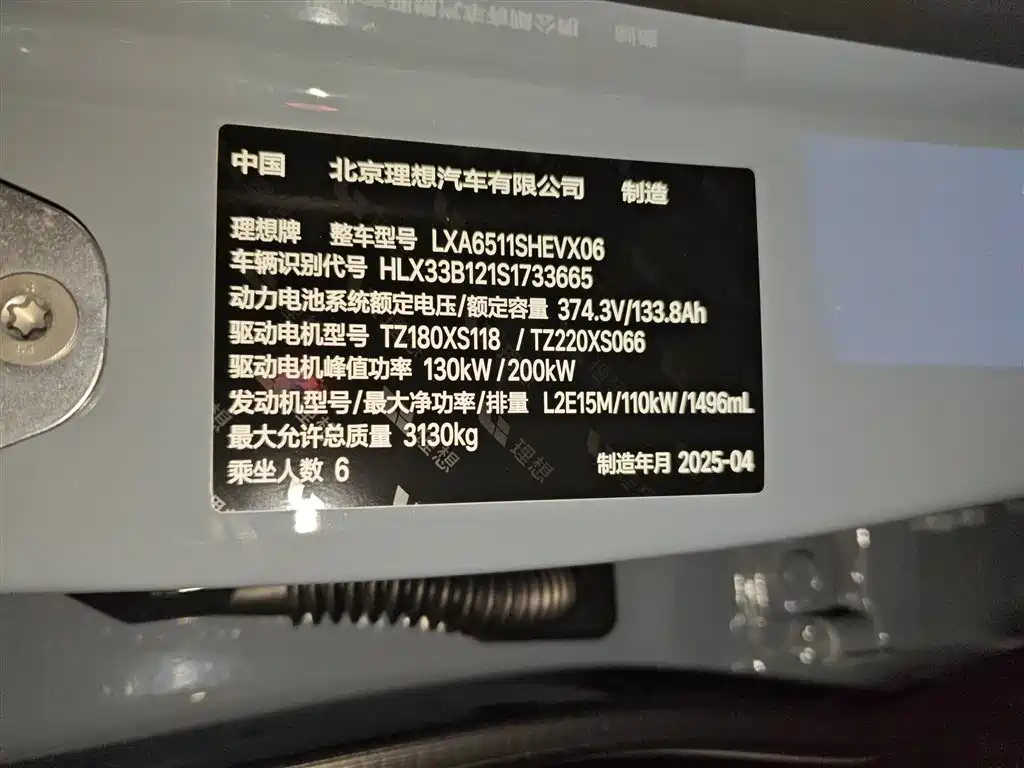 中国 北京理想汽车有限公司 制造
理想牌 整车型号 LXA6511SHEVX06
车辆识别代号 HLX33B121S1733665
动力电池系统额定电压/额定容量 374.3V/133.8Ah
驱动电机型号 TZ180XS118 / TZ220XS066
驱动电机峰值功率 130kW/200kW
发动机型号/最大净功率/排量 L2E15M/110kW/1496mL
最大允许总质量 3130kg
乘坐人数 6 制造年月 2025-04
理想
理想